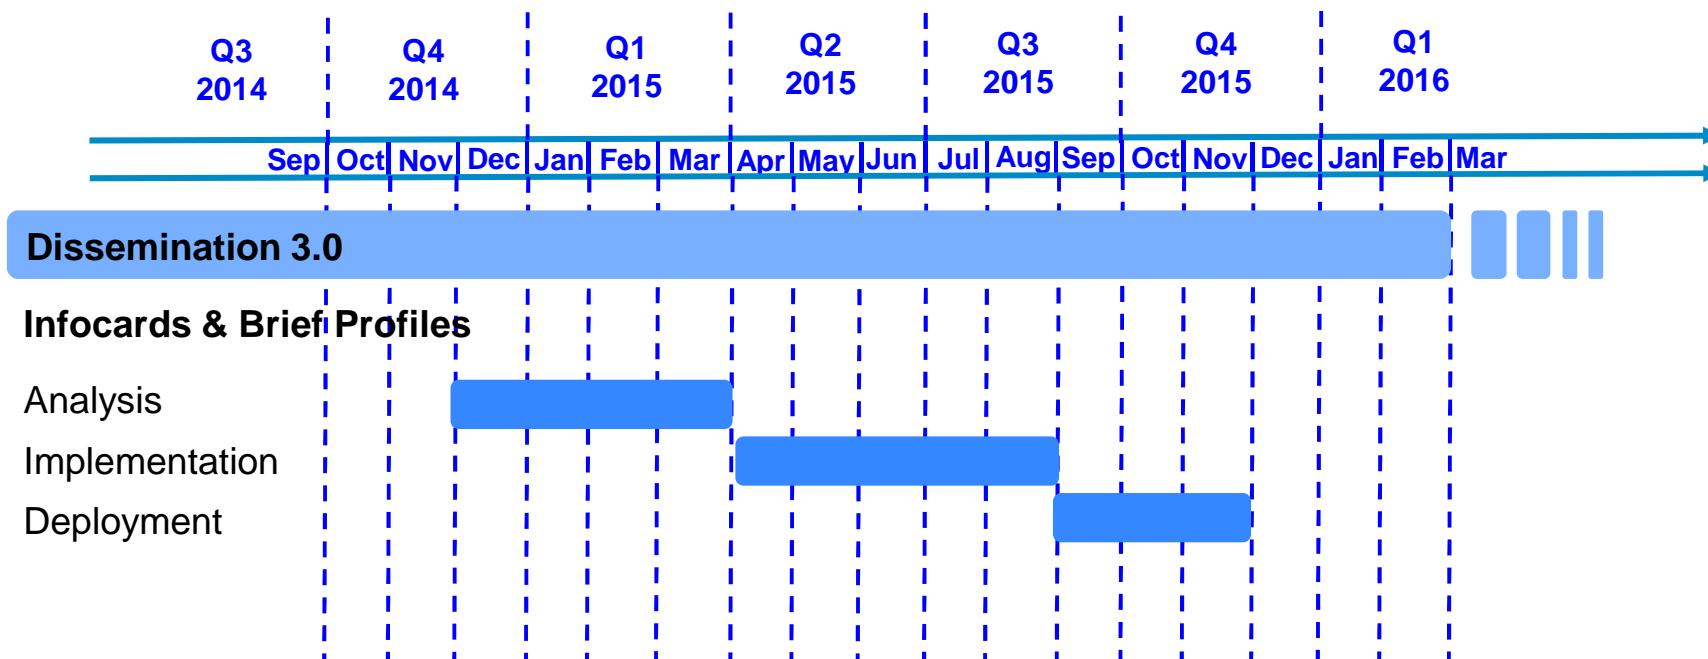 Q3 Q4 Q1 Q2 Q3 Q4 Q1
2014 2014 2015 2015 2015 2015 2016
Sep Oct Nov Dec Jan Feb Mar Apr May Jun Jul Aug Sep Oct Nov Dec Jan Feb Mar
Dissemination 3.0
Infocards & Brief Profiles
Analysis
Implementation
Deployment